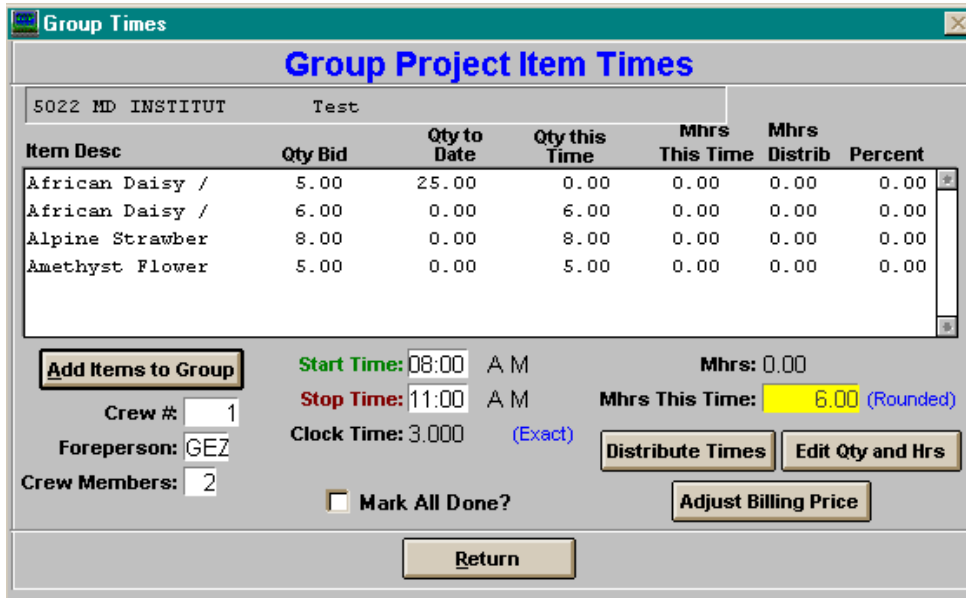 Group Times
Group Project Item Times
5022 MD INSTITUT Test
Item Desc Qty Bid Qty to Date Qty this Time Mhrs This Time Mhrs Distrib Percent
African Daisy / 5.00 25.00 0.00 0.00 0.00 0.00
African Daisy / 6.00 0.00 6.00 0.00 0.00 0.00
Alpine Strawber 8.00 0.00 8.00 0.00 0.00 0.00
Amethyst Flower 5.00 0.00 5.00 0.00 0.00 0.00
Add Items to Group Start Time: 08:00 A M Mhrs: 0.00
Crew #: 1 Stop Time: 11:00 A M Mhrs This Time: 6.00 (Rounded)
Foreperson: GEZ Clock Time: 3.000 (Exact) Distribute Times Edit Qty and Hrs
Crew Members: 2 Mark All Done? Adjust Billing Price
Return